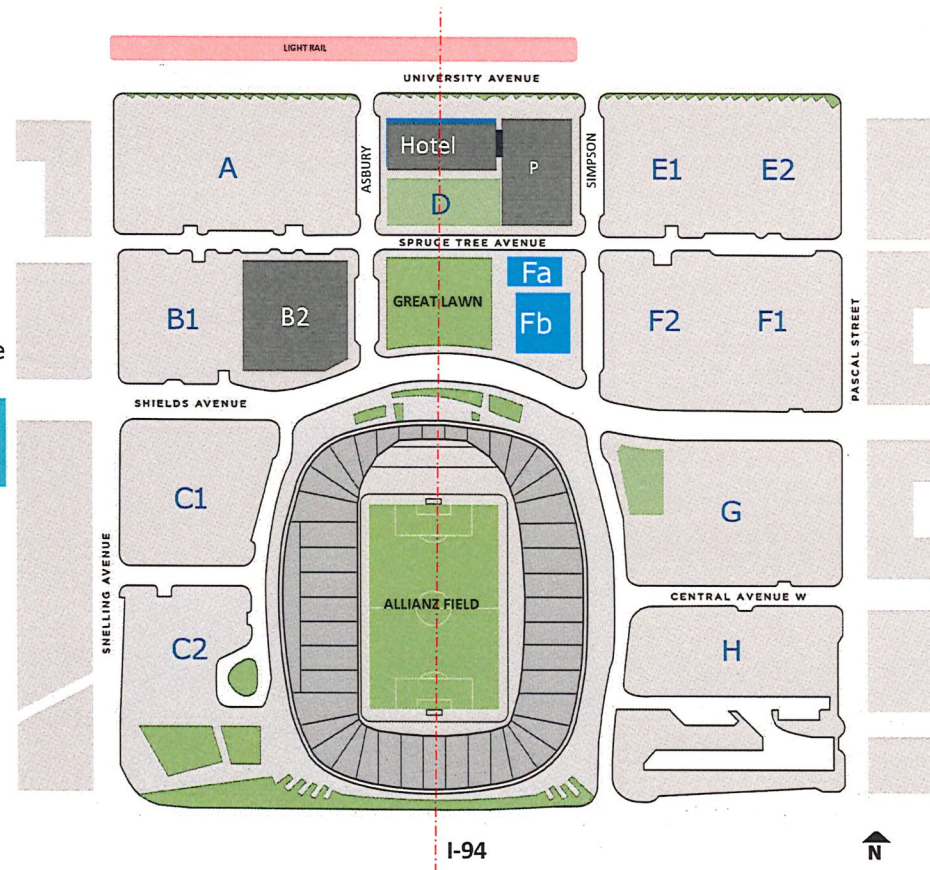 LIGHT RAIL
UNIVERSITY AVENUE
A
ASBURY
Hotel
P
D
SIMPSON
E1
E2
SPRUCE TREE AVENUE
B1
B2
GREAT LAWN
Fa
Fb
F2
F1
PASCAL STREET
SHIELDS AVENUE
C1
G
SNELLING AVENUE
ALLIANZ FIELD
CENTRAL AVENUE W
C2
H
I-94
N